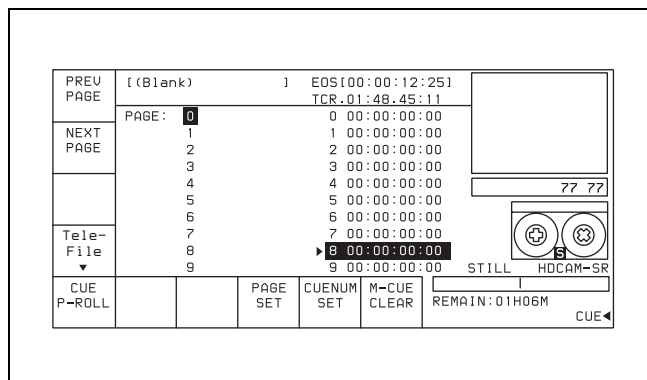 PREV PAGE
[(Blank) ] EOS[00:00:12:25]
TCR.01:48.45:11
NEXT PAGE
PAGE: 0 0 00:00:00:00
1 1 00:00:00:00
2 2 00:00:00:00
3 3 00:00:00:00
4 4 00:00:00:00
5 5 00:00:00:00
6 6 00:00:00:00
7 7 00:00:00:00
8 ▶8 00:00:00:00
9 9 00:00:00:00
Tele-File ▼
77 77
S
STILL HDCAM-SR
CUE P-ROLL
PAGE SET
CUENUM SET
M-CUE CLEAR
REMAIN:01H06M
CUE◀